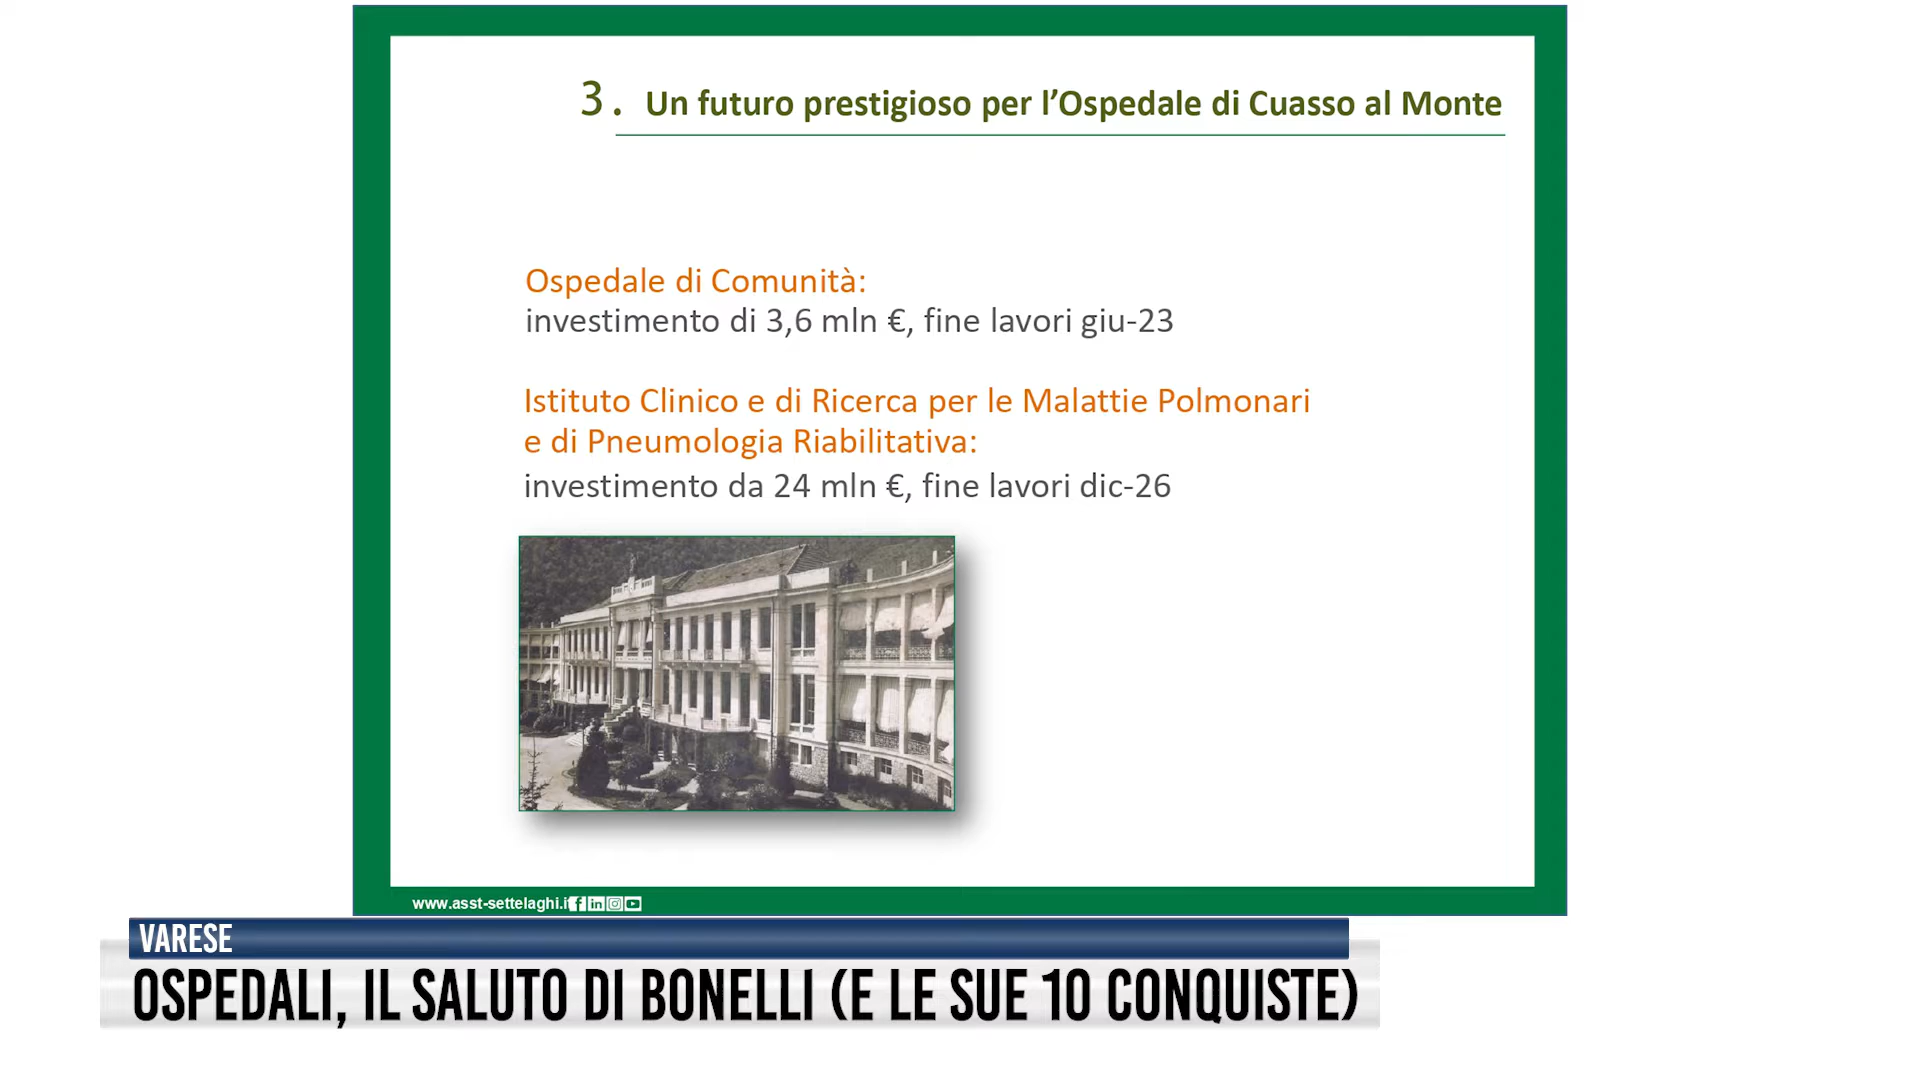 3. Un futuro prestigioso per l’Ospedale di Cuasso al Monte
Ospedale di Comunità:
investimento di 3,6 mln €, fine lavori giu-23
Istituto Clinico e di Ricerca per le Malattie Polmonari
e di Pneumologia Riabilitativa:
investimento da 24 mln €, fine lavori dic-26
www.asst-settelaghi.it
VARESE
OSPEDALI, IL SALUTO DI BONELLI (E LE SUE 10 CONQUISTE)